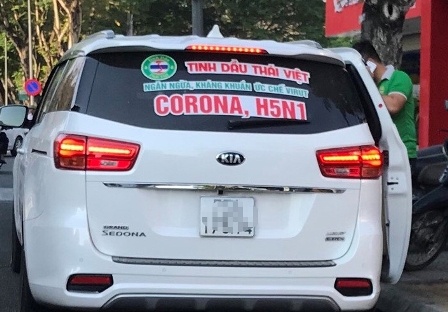 TINH DẦU THÁI VIỆT
NGĂN NGỪA, KHÁNG KHUẨN ỨC CHẾ VIRUT
CORONA, H5N1
KIA
GRAND
SEDONA